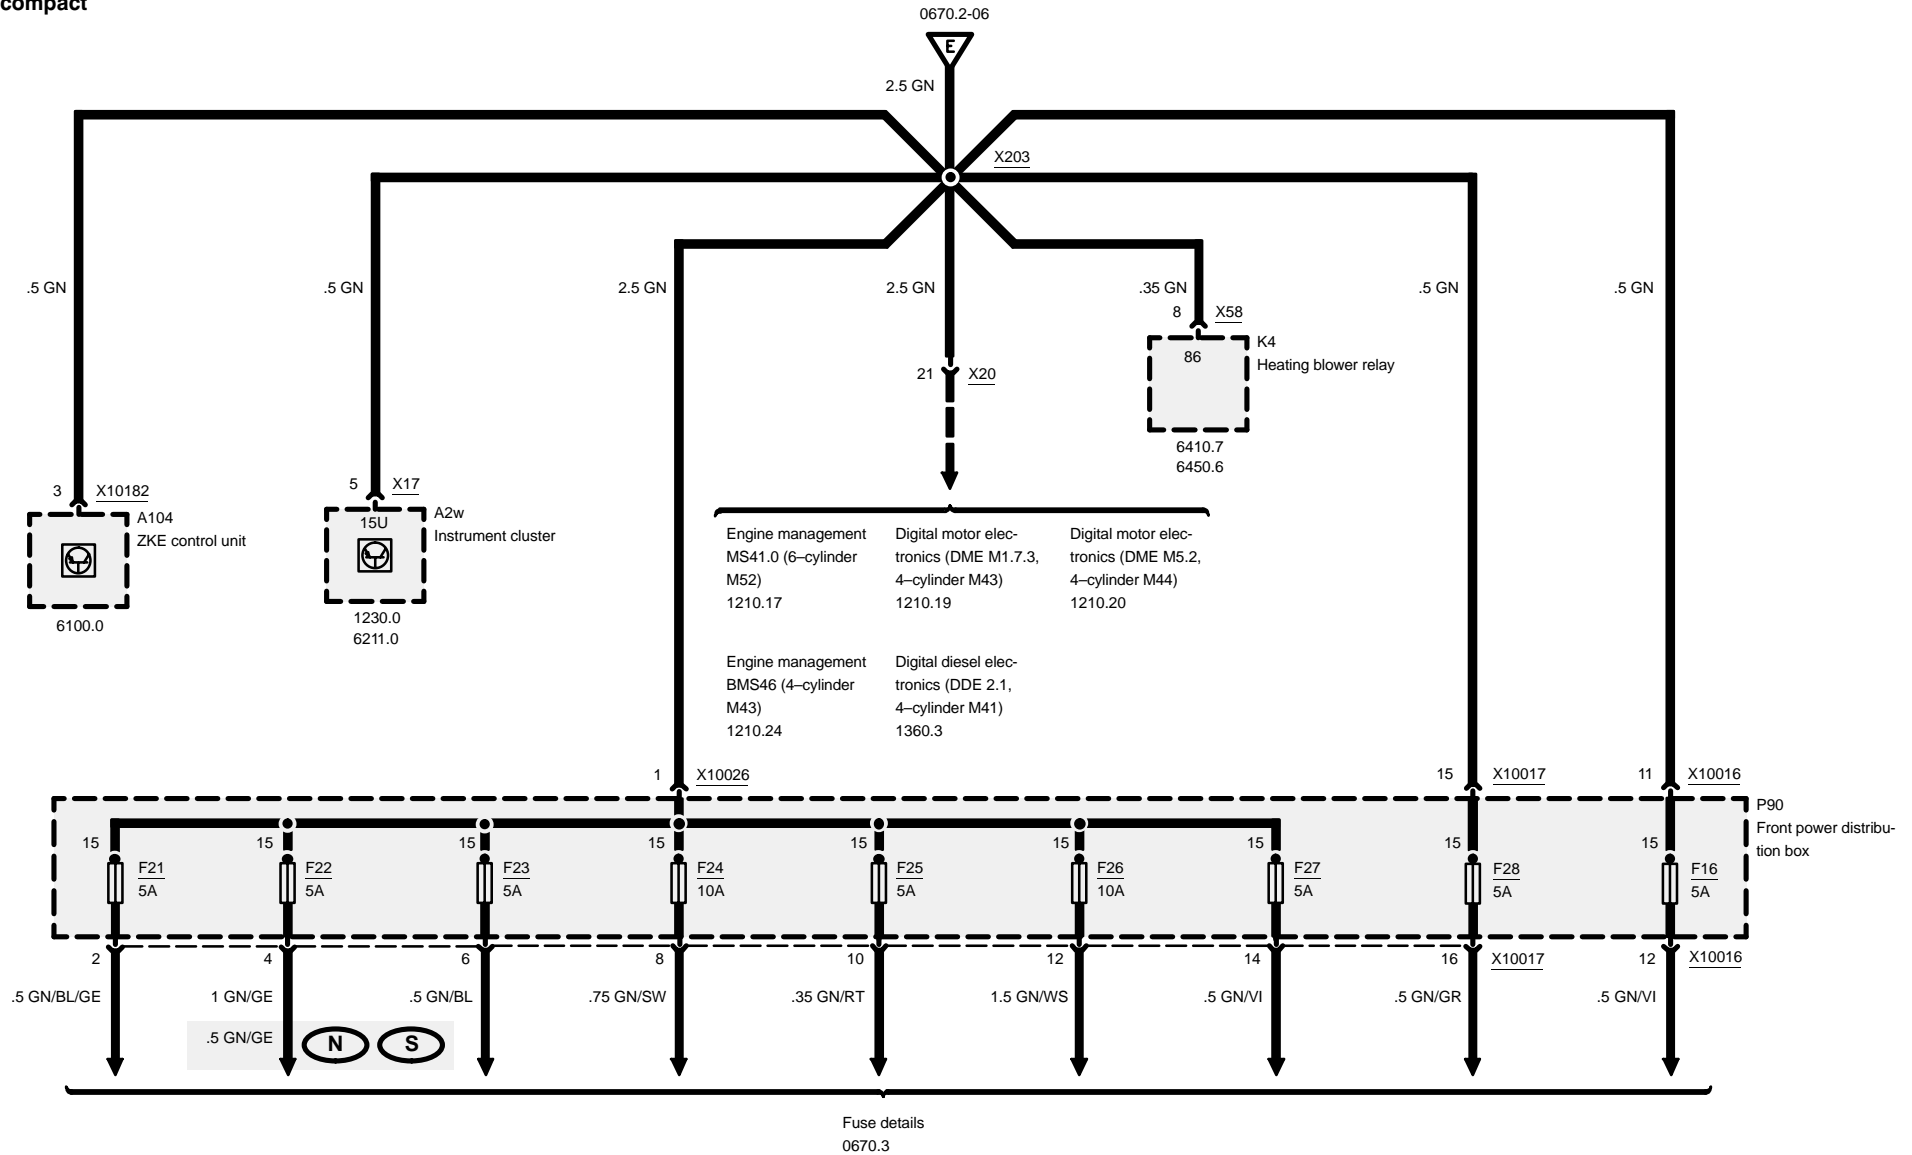 compact
0670.2-06
E
2.5 GN
X203
.5 GN
.5 GN
2.5 GN
2.5 GN
.35 GN
.5 GN
.5 GN
8 X58
86
K4
Heating blower relay
6410.7
6450.6
21 X20
3 X10182
A104
ZKE control unit
6100.0
5 X17
15U
A2w
Instrument cluster
1230.0
6211.0
Engine management
MS41.0 (6–cylinder
M52)
1210.17
Digital motor elec-
tronics (DME M1.7.3,
4–cylinder M43)
1210.19
Digital motor elec-
tronics (DME M5.2,
4–cylinder M44)
1210.20
Engine management
BMS46 (4–cylinder
M43)
1210.24
Digital diesel elec-
tronics (DDE 2.1,
4–cylinder M41)
1360.3
1 X10026
15 X10017
11 X10016
P90
Front power distribu-
tion box
15 15 15 15 15 15 15 15 15
F21 F22 F23 F24 F25 F26 F27 F28 F16
5A 5A 5A 10A 5A 10A 5A 5A 5A
2 4 6 8 10 12 14 16 X10017 12 X10016
.5 GN/BL/GE 1 GN/GE .5 GN/BL .75 GN/SW .35 GN/RT 1.5 GN/WS .5 GN/VI .5 GN/GR .5 GN/VI
.5 GN/GE N S
Fuse details
0670.3